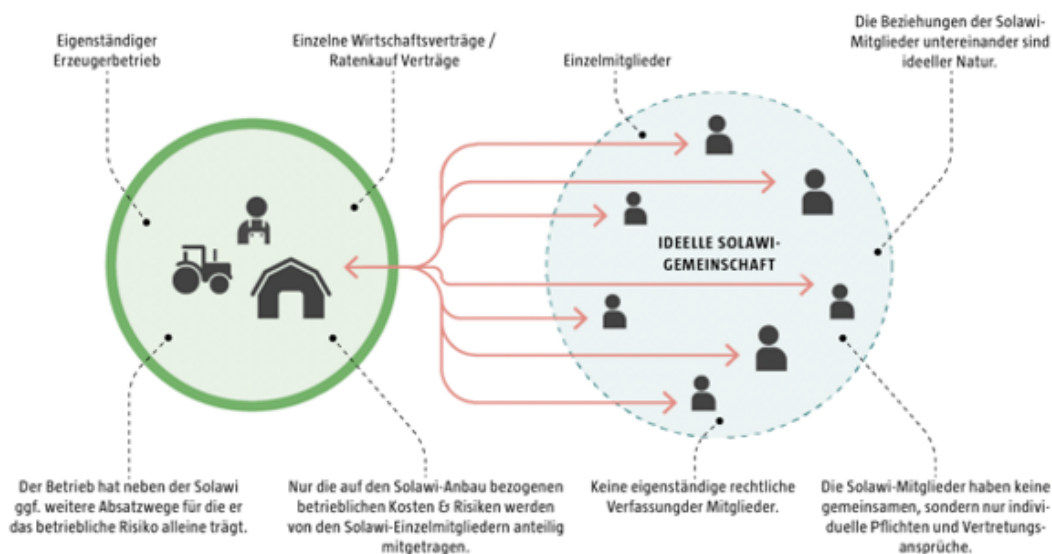 Eigenständiger
Erzeugerbetrieb
Einzelne Wirtschaftsverträge /
Ratenkauf Verträge
Einzelmitglieder
Die Beziehungen der Solawi-
Mitglieder untereinander sind
ideeller Natur.
IDEELLE SOLAWI-
GEMEINSCHAFT
Der Betrieb hat neben der Solawi
ggf. weitere Absatzwege für die er
das betriebliche Risiko alleine trägt.
Nur die auf den Solawi-Anbau bezogenen
betrieblichen Kosten & Risiken werden
von den Solawi-Einzelmitgliedern anteilig
mitgetragen.
Keine eigenständige rechtliche
Verfassungder Mitglieder.
Die Solawi-Mitglieder haben keine
gemeinsamen, sondern nur indivi-
duelle Pflichten und Vertretungs-
ansprüche.